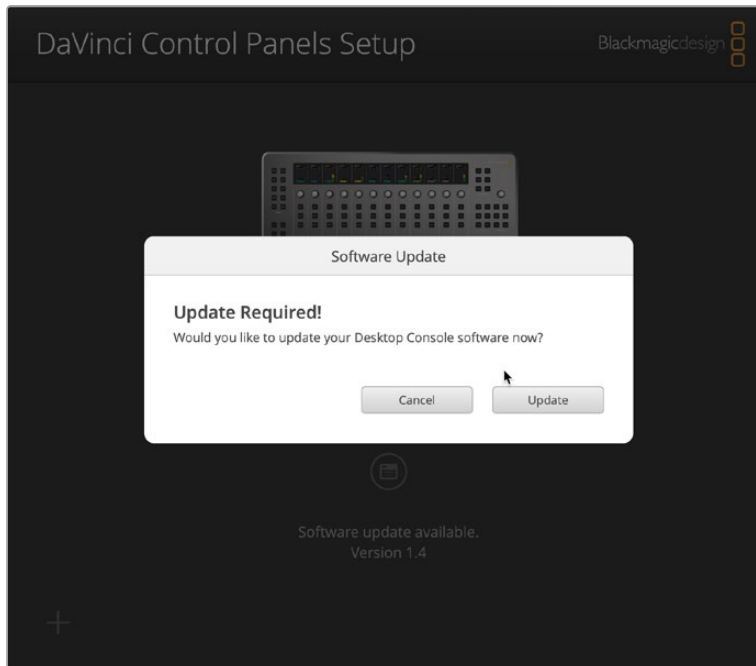 DaVinci Control Panels Setup
Blackmagicdesign
Software Update
Update Required!
Would you like to update your Desktop Console software now?
Cancel
Update
Software update available.
Version 1.4